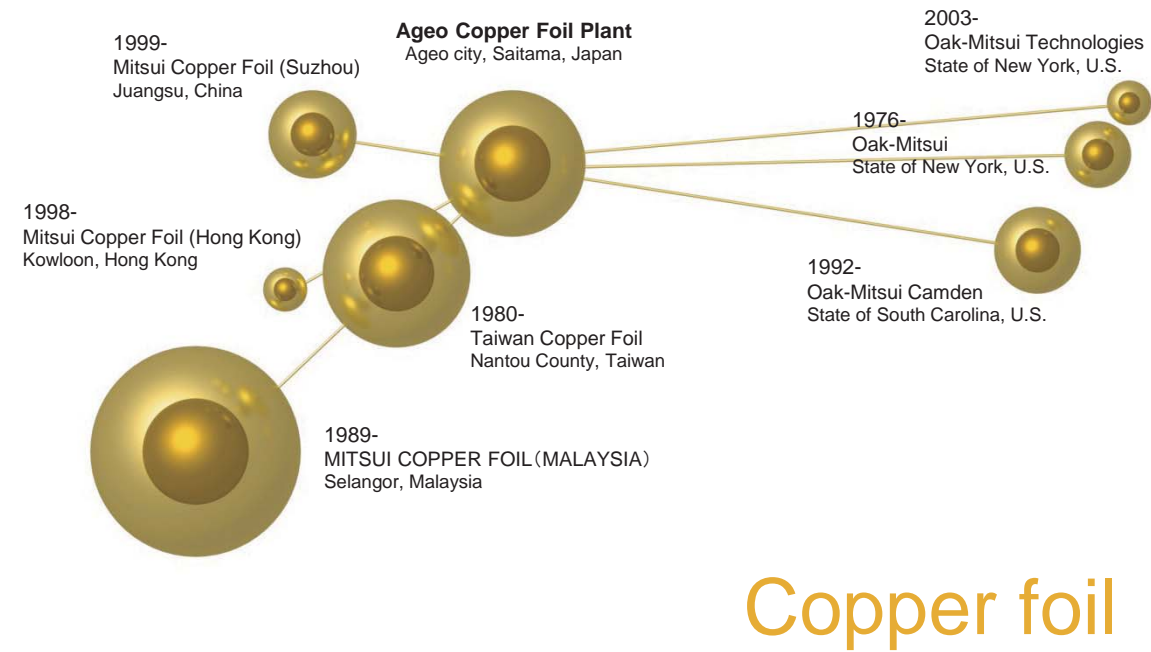 Ageo Copper Foil Plant
Ageo city, Saitama, Japan
1999-
Mitsui Copper Foil (Suzhou)
Juangsu, China
2003-
Oak-Mitsui Technologies
State of New York, U.S.
1976-
Oak-Mitsui
State of New York, U.S.
1998-
Mitsui Copper Foil (Hong Kong)
Kowloon, Hong Kong
1992-
Oak-Mitsui Camden
State of South Carolina, U.S.
1980-
Taiwan Copper Foil
Nantou County, Taiwan
1989-
MITSUI COPPER FOIL(MALAYSIA)
Selangor, Malaysia
Copper foil